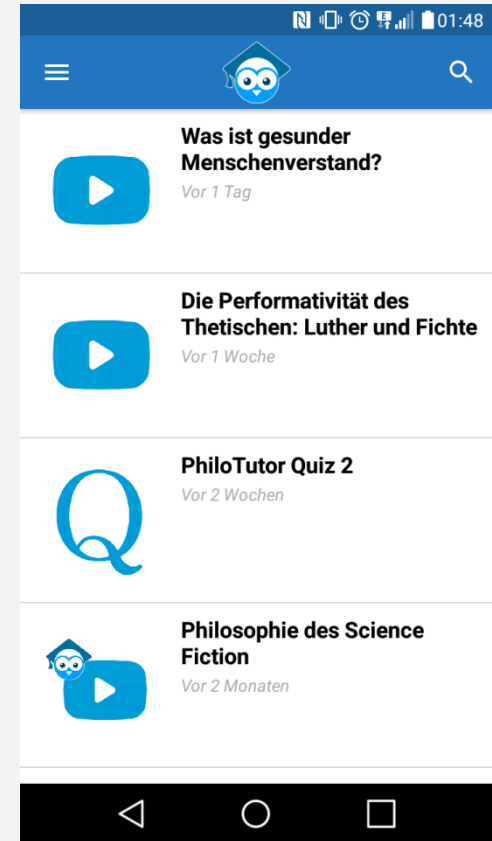 01:48
Was ist gesunder
Menschenverstand?
Vor 1 Tag
Die Performativität des
Thetischen: Luther und Fichte
Vor 1 Woche
Q
PhiloTutor Quiz 2
Vor 2 Wochen
Philosophie des Science
Fiction
Vor 2 Monaten